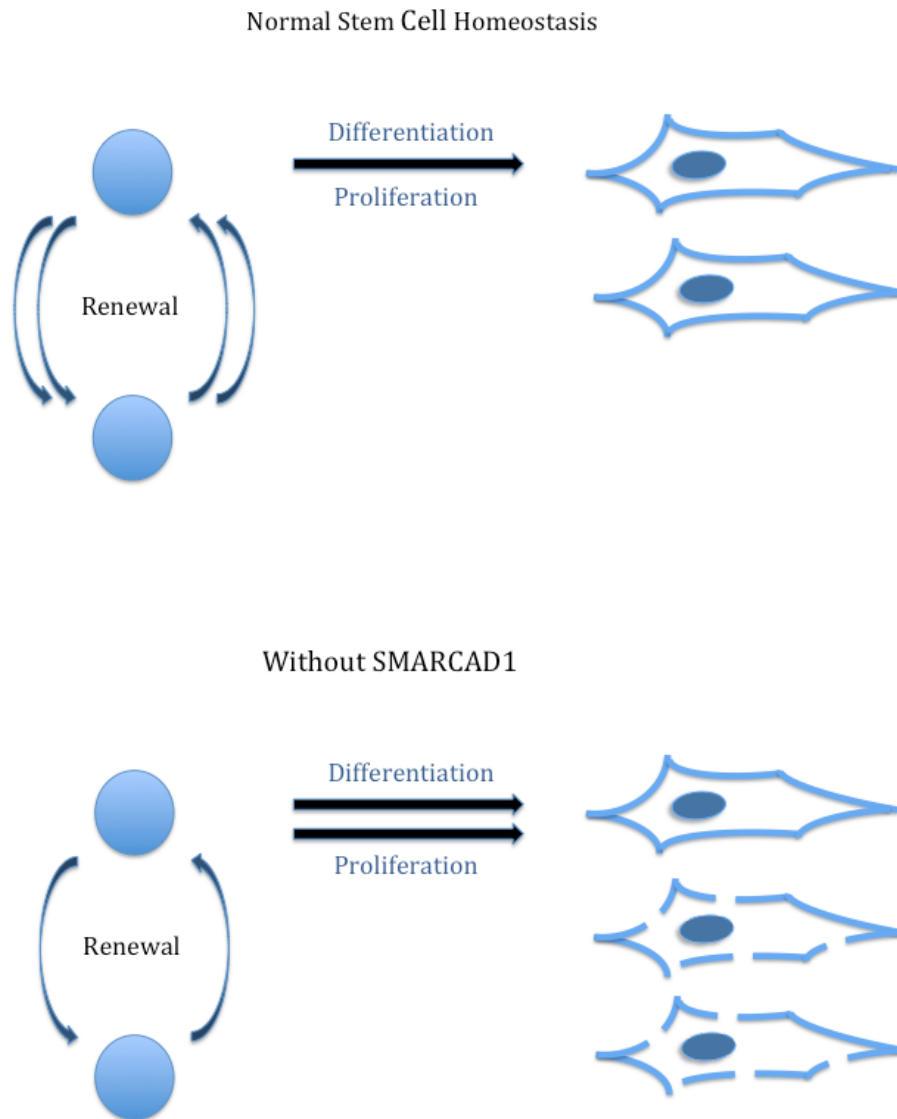 Normal Stem Cell Homeostasis
Differentiation
Proliferation
Renewal
Without SMARCAD1
Differentiation
Proliferation
Renewal